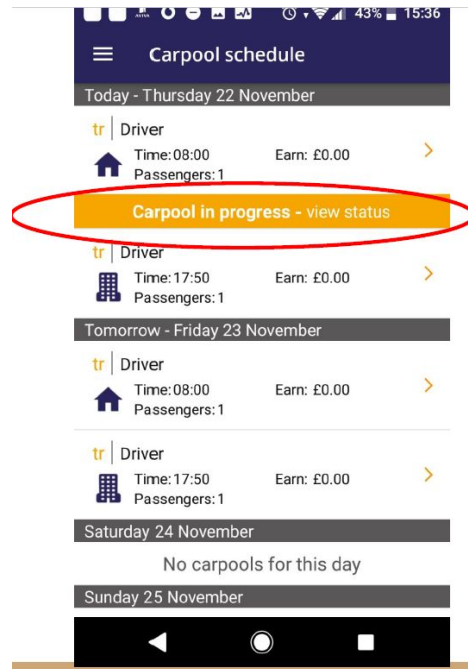 43% 15:36
Carpool schedule
Today - Thursday 22 November
tr | Driver
Time: 08:00 Earn: £0.00
Passengers: 1
Carpool in progress - view status
tr | Driver
Time: 17:50 Earn: £0.00
Passengers: 1
Tomorrow - Friday 23 November
tr | Driver
Time: 08:00 Earn: £0.00
Passengers: 1
tr | Driver
Time: 17:50 Earn: £0.00
Passengers: 1
Saturday 24 November
No carpools for this day
Sunday 25 November